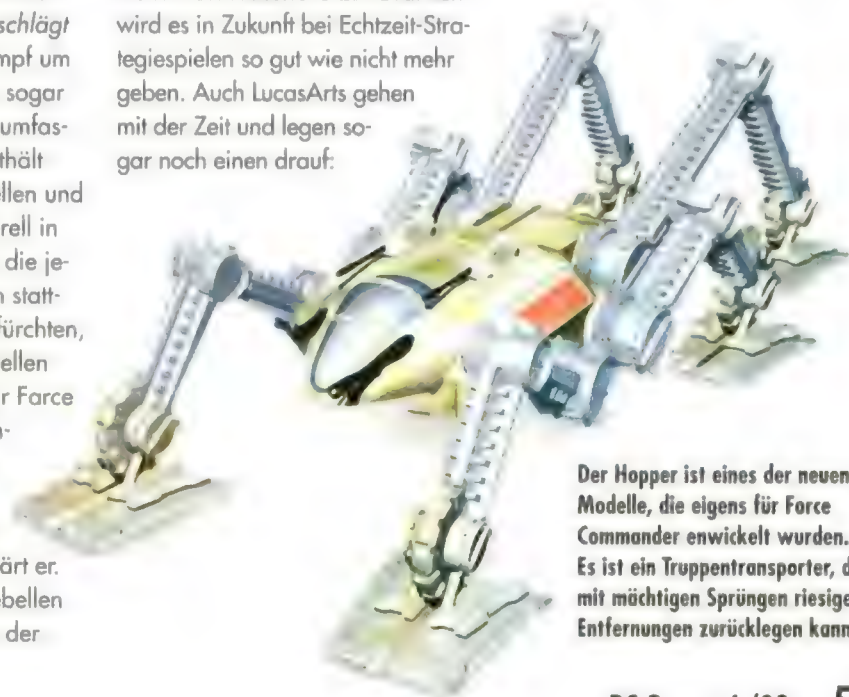 schlägt
mpf um
sogar
umfas-
thält
ellen und
rell in
die je-
n statt-
fürchten,
ellen
r Farce
ärt er.
bellen
der
wird es in Zukunft bei Echtzeit-Stra-
tegiespielen so gut wie nicht mehr
geben. Auch LucasArts gehen
mit der Zeit und legen so-
gar noch einen drauf:
Der Hopper ist eines der neuen
Modelle, die eigens für Force
Commander enwickelt wurden.
Es ist ein Truppentransporter, d
mit mächtigen Sprüngen riesige
Entfernungen zurücklegen kann